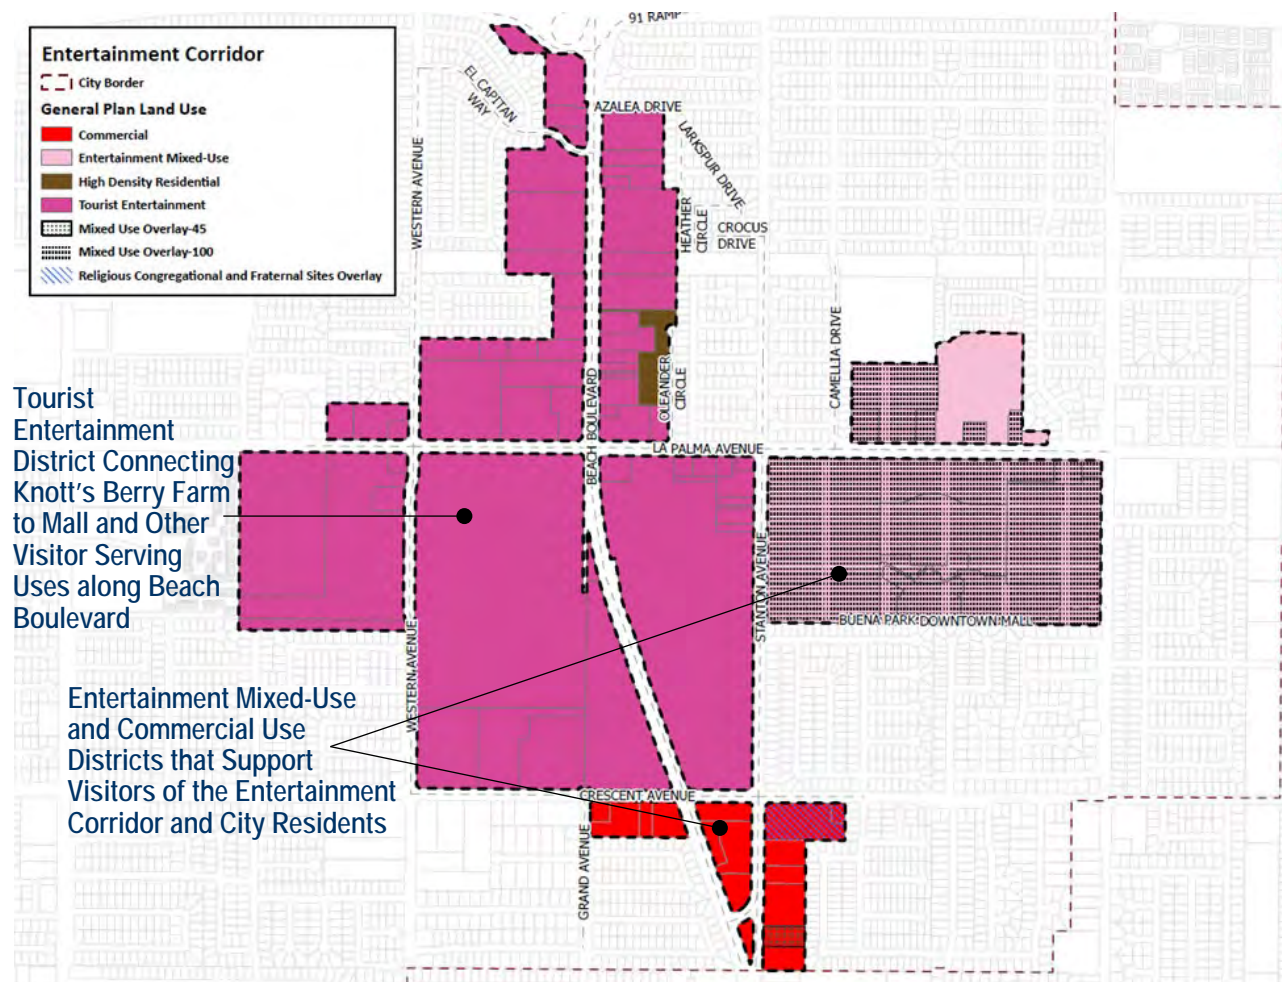 91 RAMP
Entertainment Corridor
City Border
General Plan Land Use
Commercial
Entertainment Mixed-Use
High Density Residential
Tourist Entertainment
Mixed Use Overlay-45
Mixed Use Overlay-100
Religious Congregational and Fraternal Sites Overlay
EL CAPITAN
WAY
AZALEA DRIVE
LARKSPUR DRIVE
WESTERN AVENUE
HEATHER
CIRCLE
CROCUS
DRIVE
CAMELLIA DRIVE
OLEANDER
CIRCLE
BEACH BOULEVARD
LA PALMA AVENUE
Tourist
Entertainment
District Connecting
Knott's Berry Farm
to Mall and Other
Visitor Serving
Uses along Beach
Boulevard
STANTON AVENUE
BUENA PARK DOWNTOWN MALL
WESTERN AVENUE
Entertainment Mixed-Use
and Commercial Use
Districts that Support
Visitors of the Entertainment
Corridor and City Residents
CRESCENT AVENUE
GRAND AVENUE